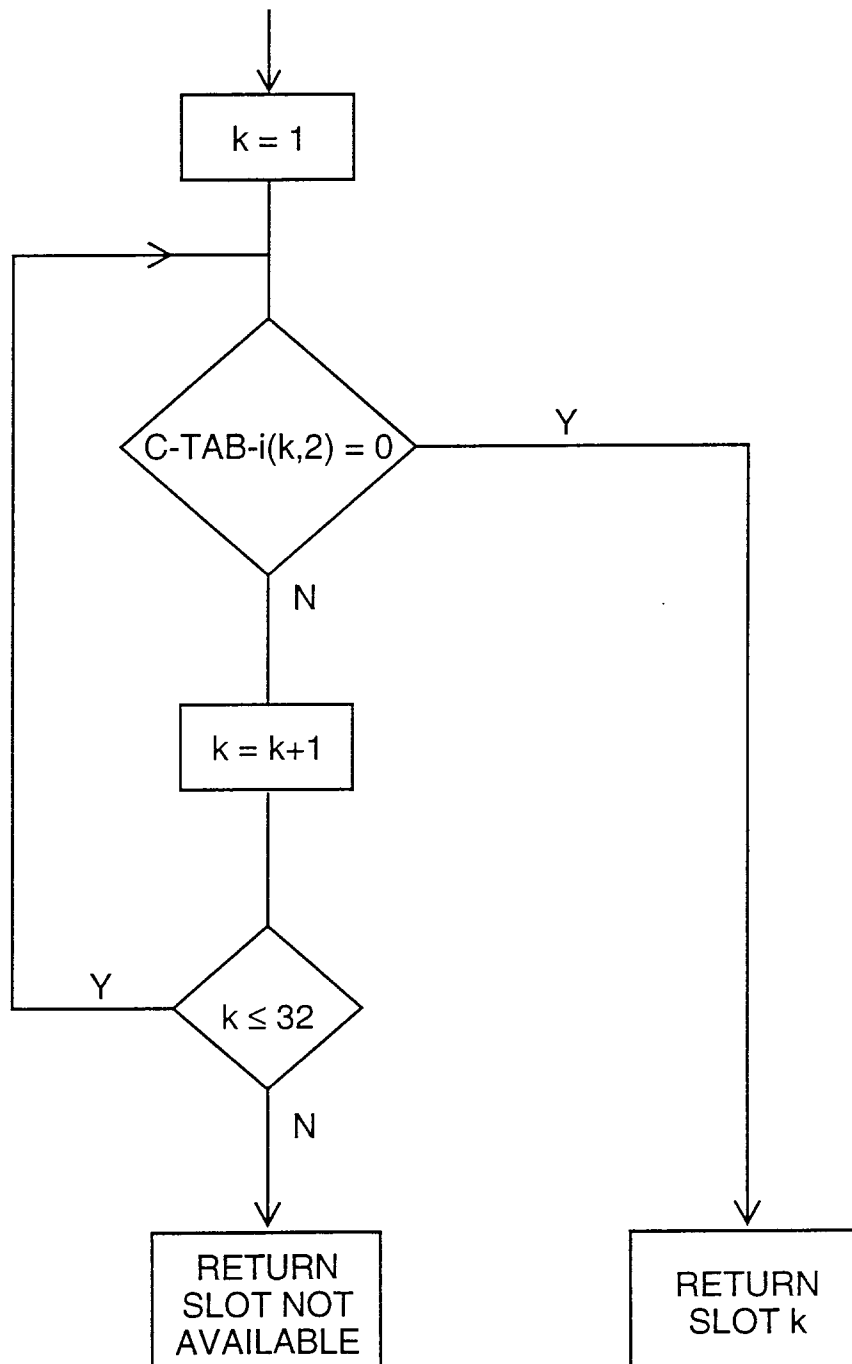 k = 1
C-TAB-i(k,2) = 0
Y
N
k = k+1
Y
k ≤ 32
N
RETURN
SLOT NOT
AVAILABLE
RETURN
SLOT k